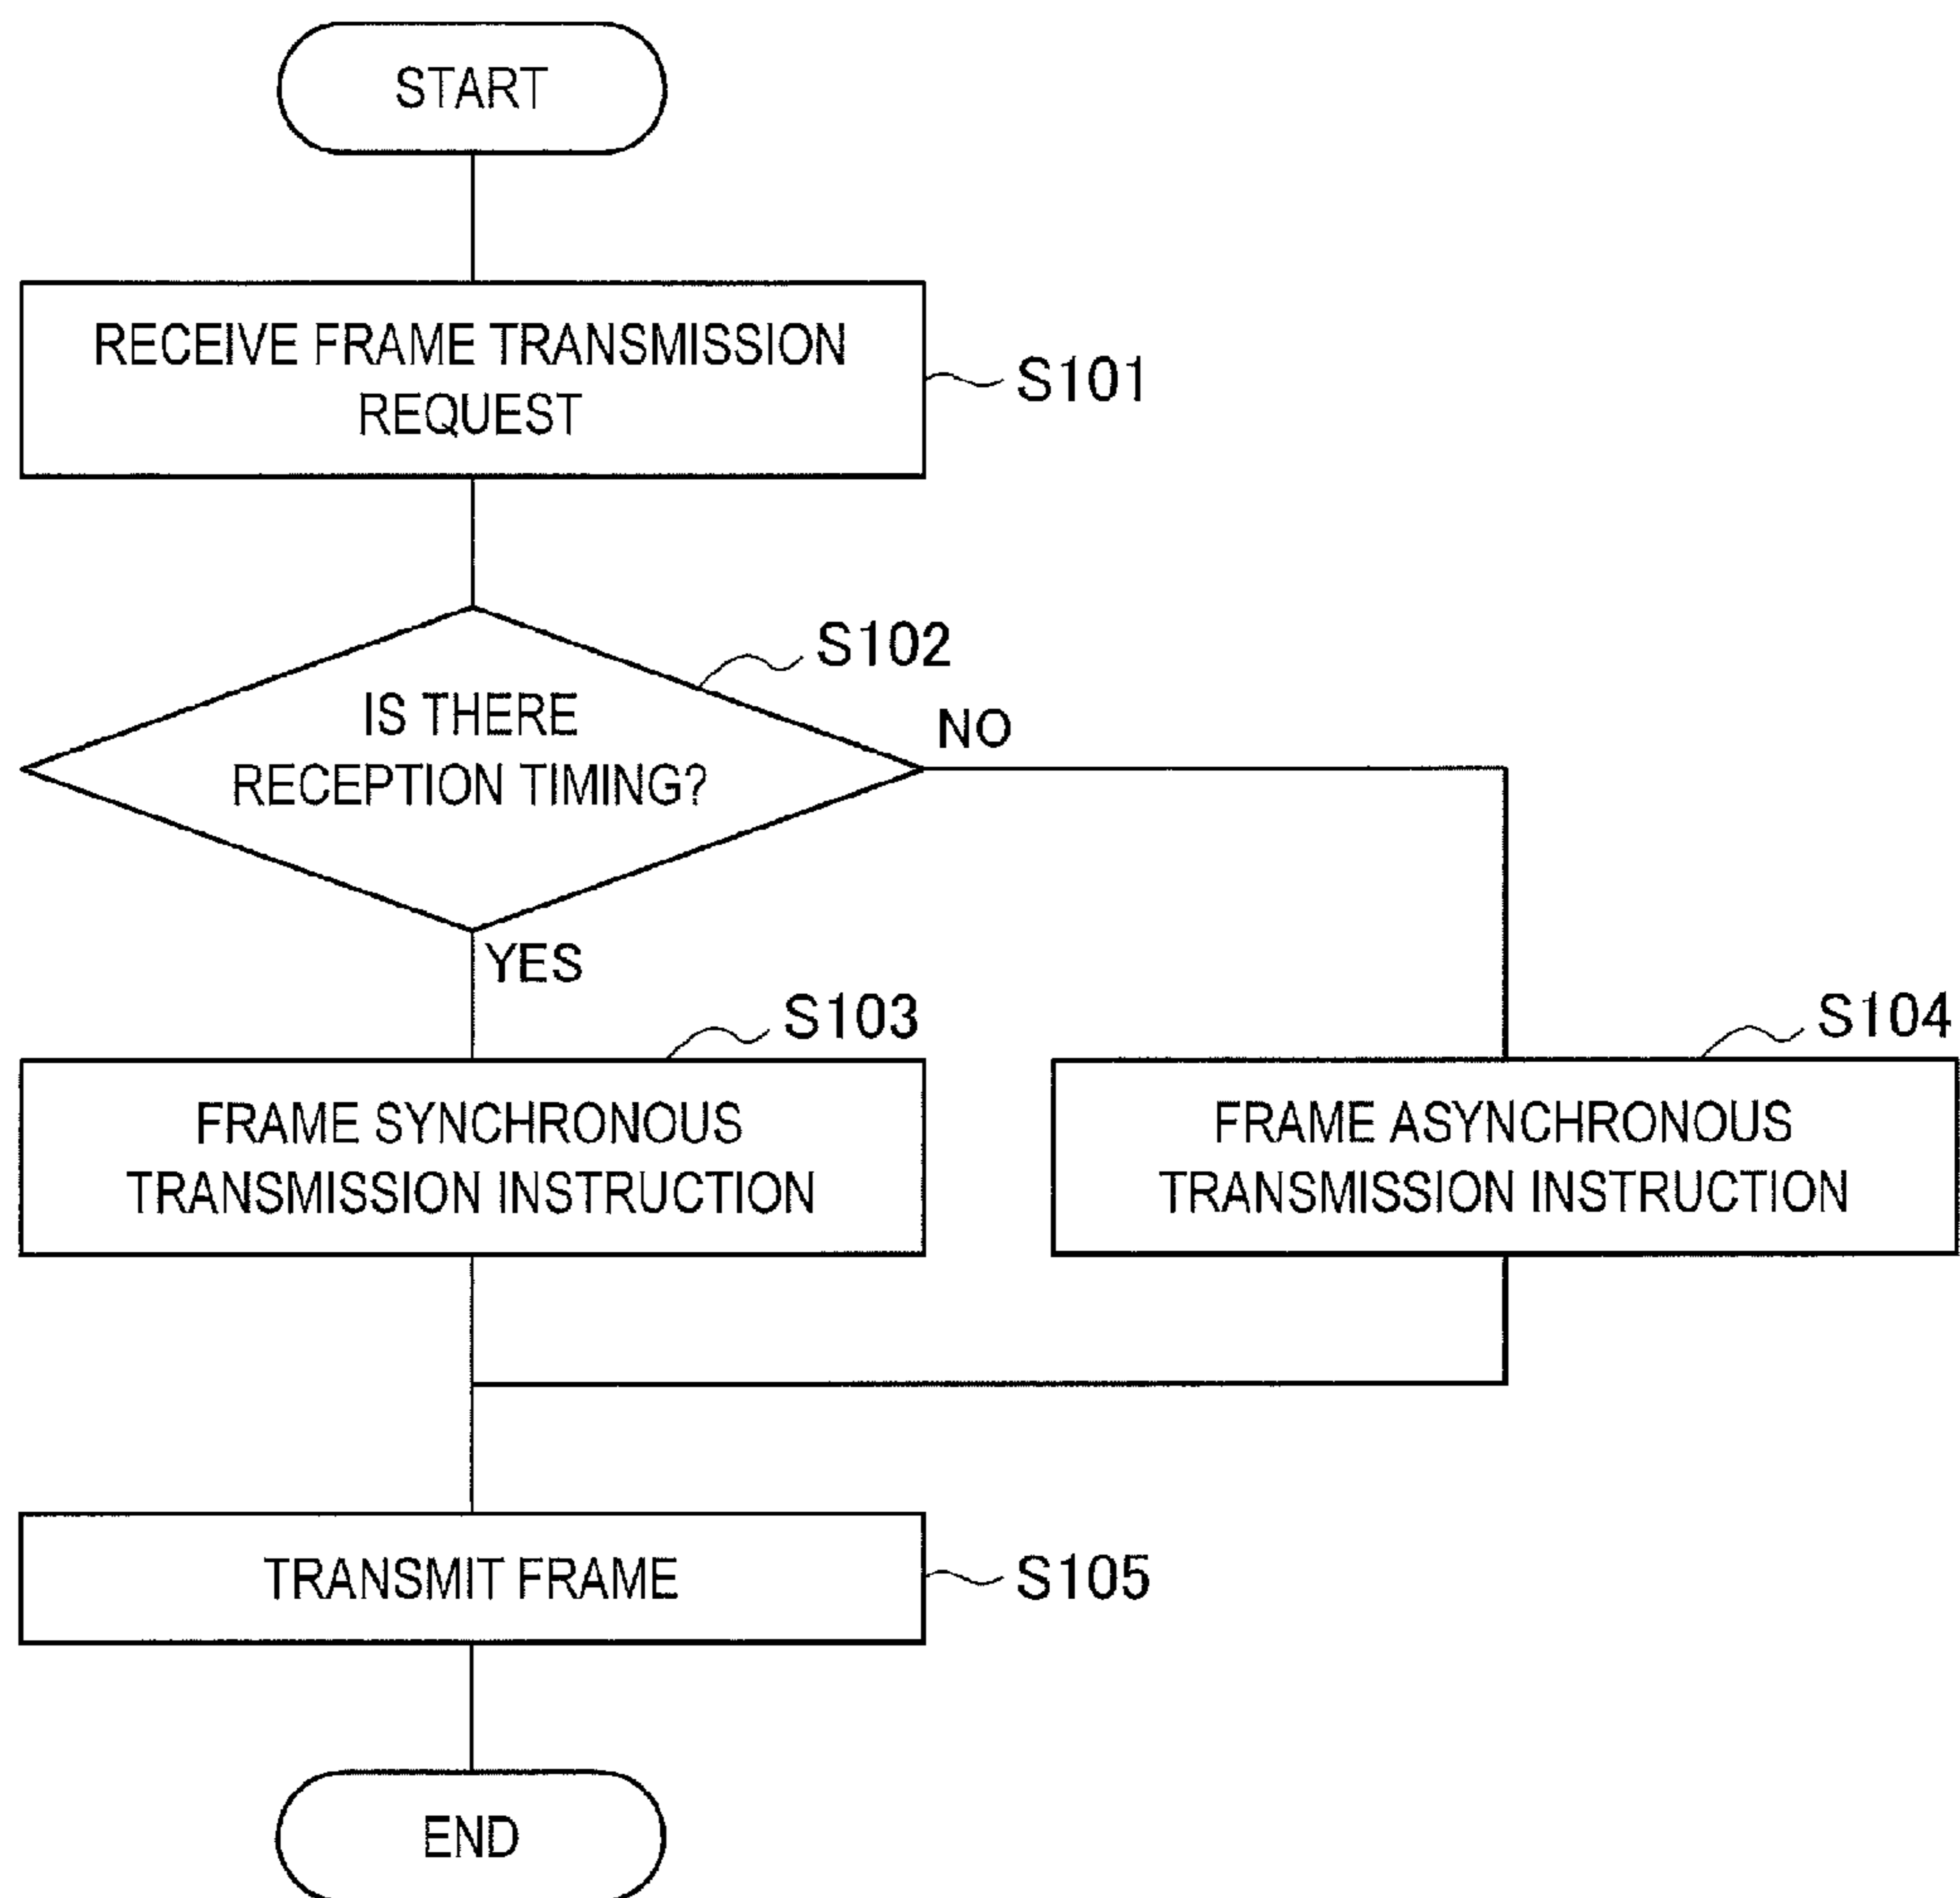 START
RECEIVE FRAME TRANSMISSION
REQUEST
S101
S102
IS THERE
RECEPTION TIMING?
NO
YES
S103
FRAME SYNCHRONOUS
TRANSMISSION INSTRUCTION
S104
FRAME ASYNCHRONOUS
TRANSMISSION INSTRUCTION
TRANSMIT FRAME
S105
END